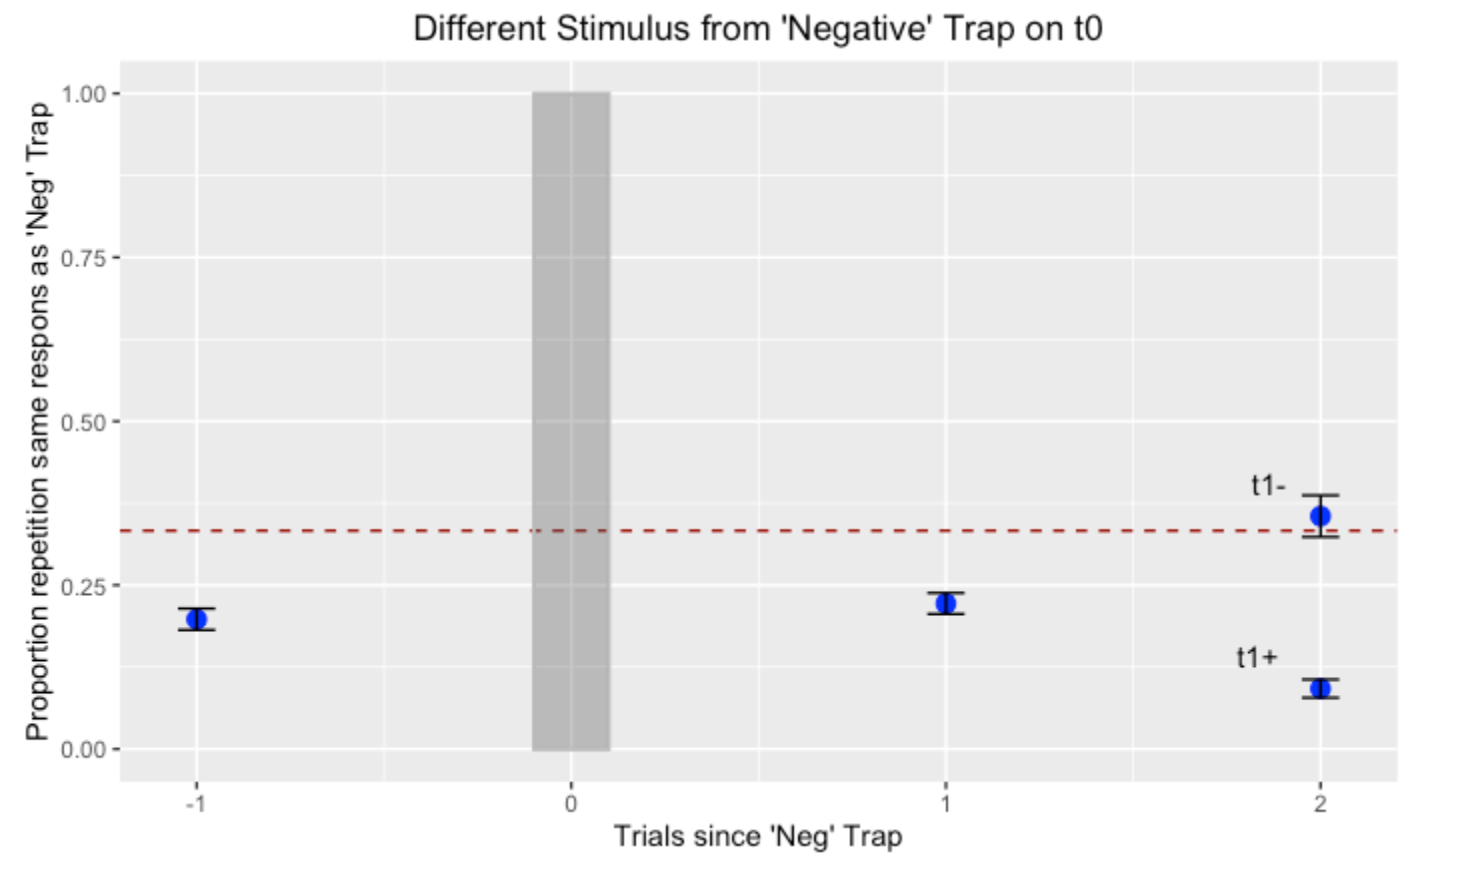 Different Stimulus from 'Negative' Trap on t0
Proportion repetition same respons as 'Neg' Trap
1.00
0.75
0.50
0.25
0.00
t1-
t1+
-1
0
1
2
Trials since 'Neg' Trap